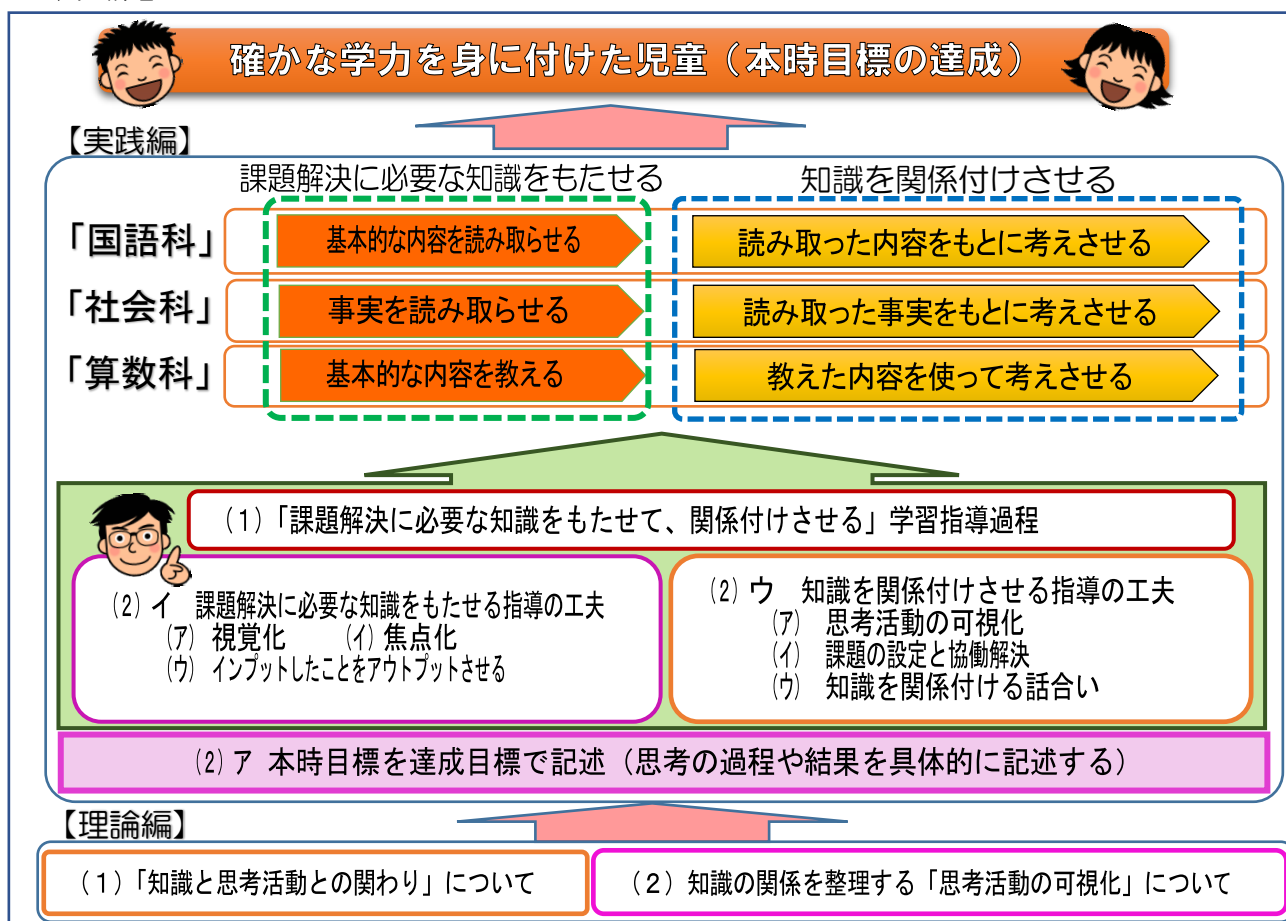 確かな学力を身に付けた児童（本時目標の達成）
【実践編】
課題解決に必要な知識をもたせる
知識を関係付けさせる
「国語科」
基本的な内容を読み取らせる
読み取った内容をもとに考えさせる
「社会科」
事実を読み取らせる
読み取った事実をもとに考えさせる
「算数科」
基本的な内容を教える
教えた内容を使って考えさせる
(1)「課題解決に必要な知識をもたせて、関係付けさせる」学習指導過程
(2) イ　課題解決に必要な知識をもたせる指導の工夫
(ア) 視覚化　　(イ) 焦点化
(ウ) インプットしたことをアウトプットさせる
(2) ウ　知識を関係付けさせる指導の工夫
(ア)　思考活動の可視化
(イ)　課題の設定と協働解決
(ウ)　知識を関係付ける話合い
(2) ア 本時目標を達成目標で記述（思考の過程や結果を具体的に記述する）
【理論編】
（１）「知識と思考活動との関わり」について
（２）知識の関係を整理する「思考活動の可視化」について